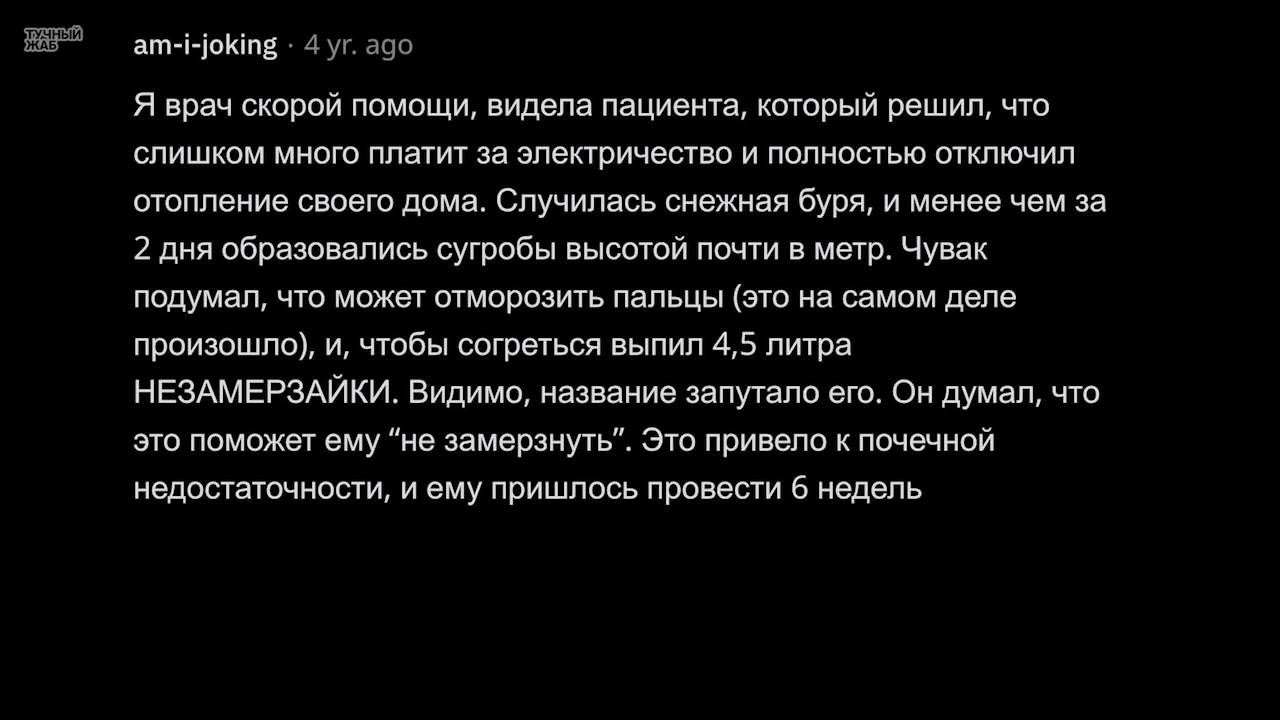 ТУЧНЫЙ
ЖАБ
am-i-joking · 4 yr. ago
Я врач скорой помощи, видела пациента, который решил, что
слишком много платит за электричество и полностью отключил
отопление своего дома. Случилась снежная буря, и менее чем за
2 дня образовались сугробы высотой почти в метр. Чувак
подумал, что может отморозить пальцы (это на самом деле
произошло), и, чтобы согреться выпил 4,5 литра
НЕЗАМЕРЗАЙКИ. Видимо, название запутало его. Он думал, что
это поможет ему “не замерзнуть”. Это привело к почечной
недостаточности, и ему пришлось провести 6 недель